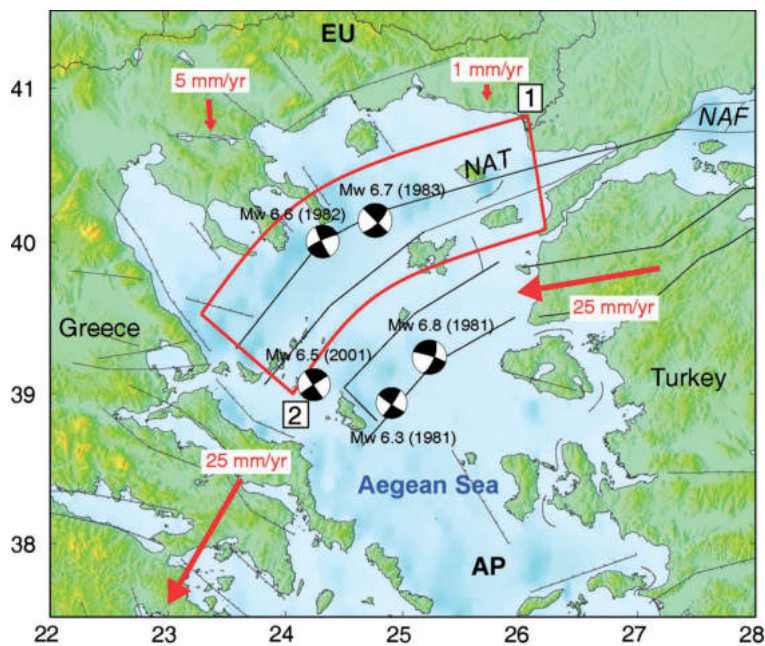 EU
41
5 mm/yr
1 mm/yr
1
NAF
NAT
Mw 6.7 (1983)
Mw 6.6 (1982)
40
25 mm/yr
Greece
Mw 6.8 (1981)
Mw 6.5 (2001)
Turkey
39
2
Mw 6.3 (1981)
25 mm/yr
Aegean Sea
38
AP
22 23 24 25 26 27 28